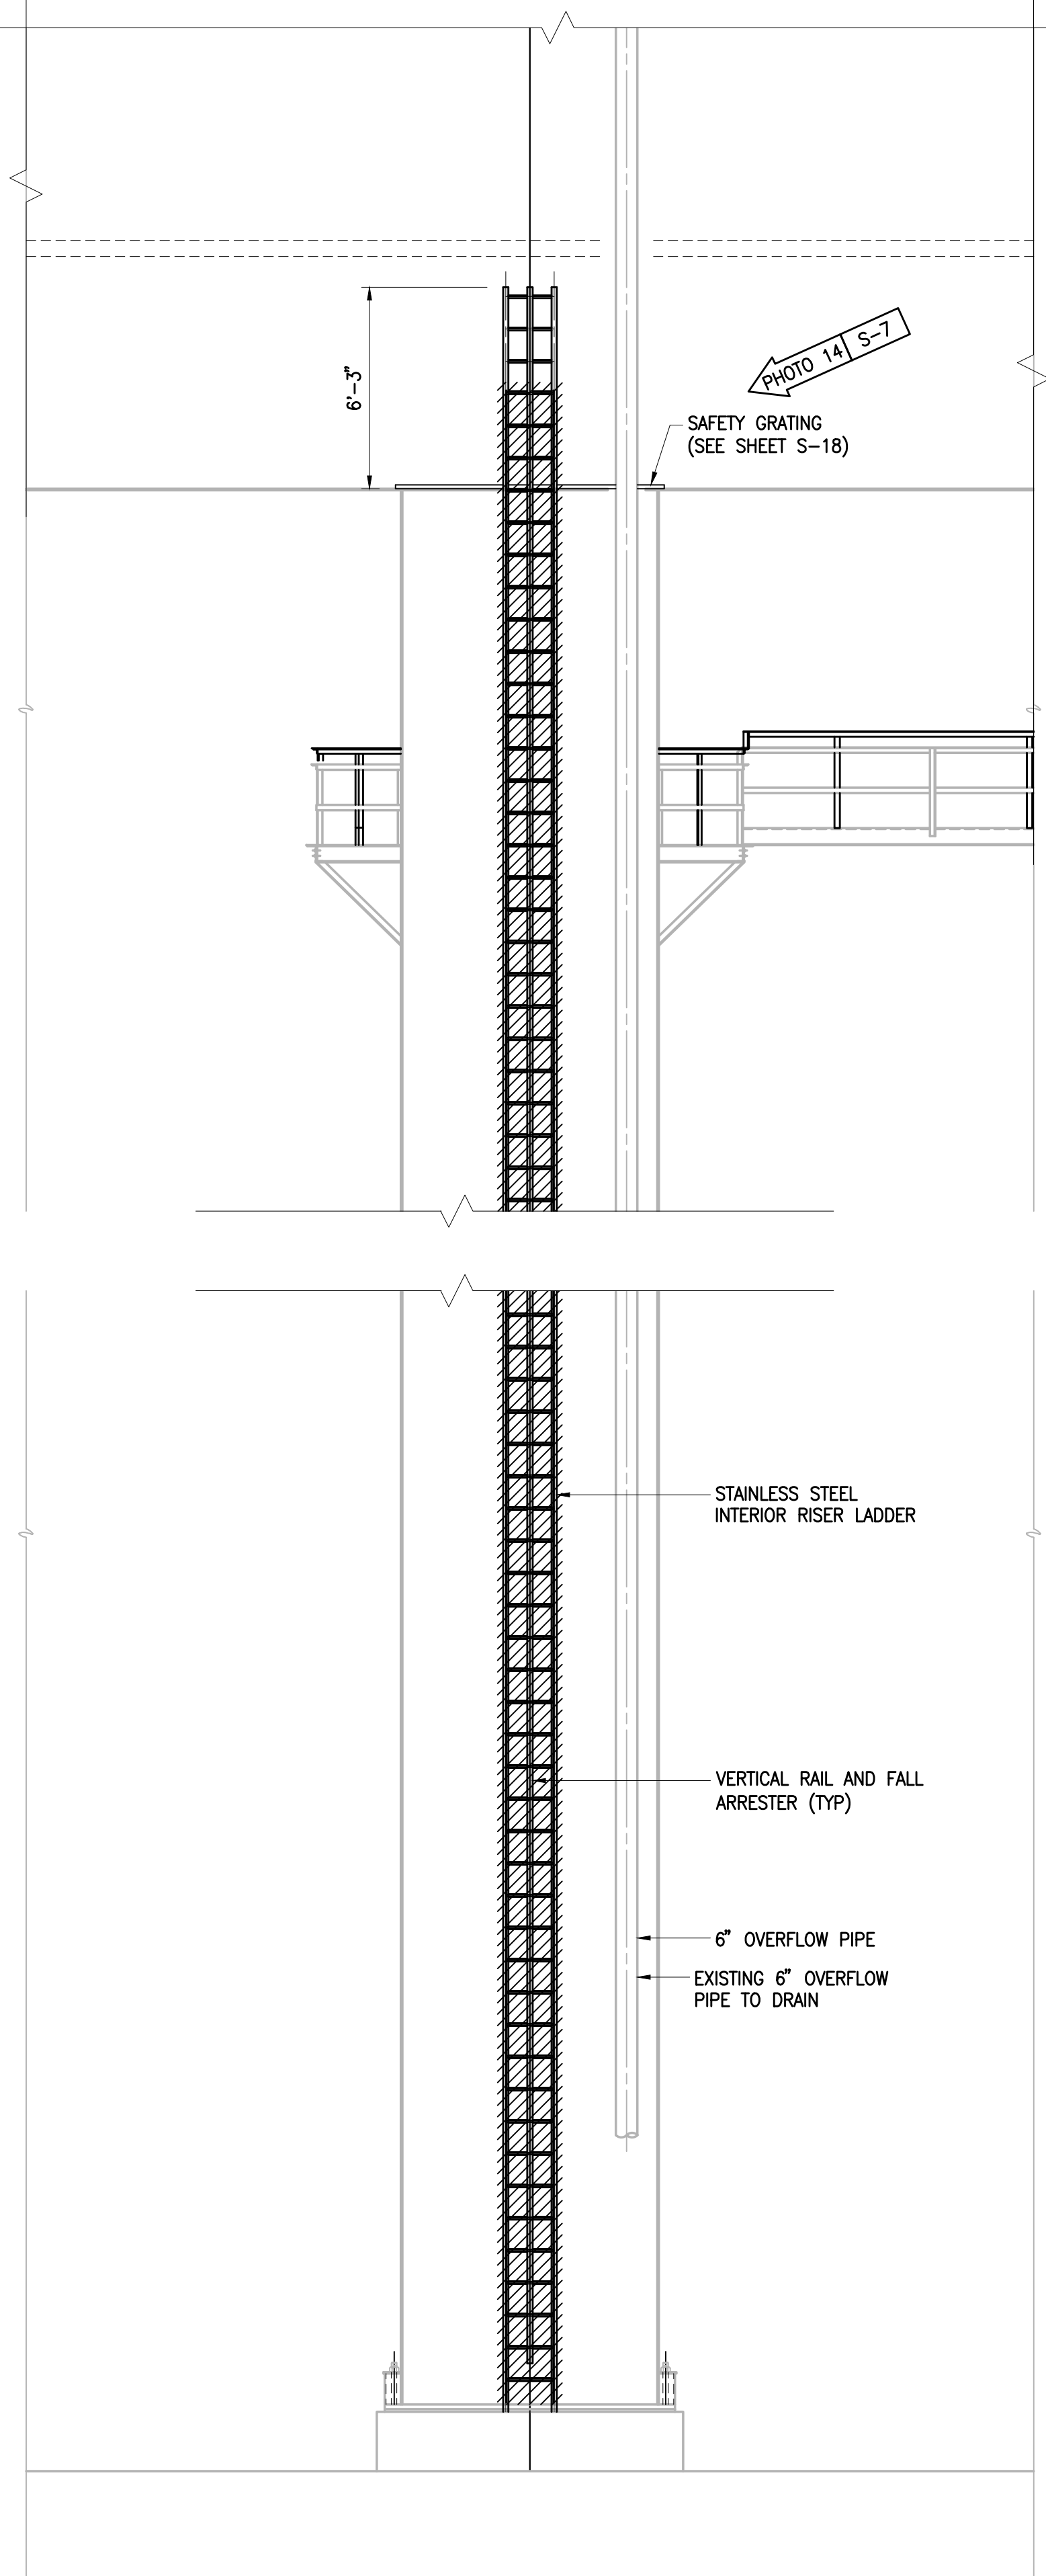 PHOTO 14 S-7
6'-3"
SAFETY GRATING
(SEE SHEET S-18)
STAINLESS STEEL
INTERIOR RISER LADDER
VERTICAL RAIL AND FALL
ARRESTER (TYP)
6" OVERFLOW PIPE
EXISTING 6" OVERFLOW
PIPE TO DRAIN